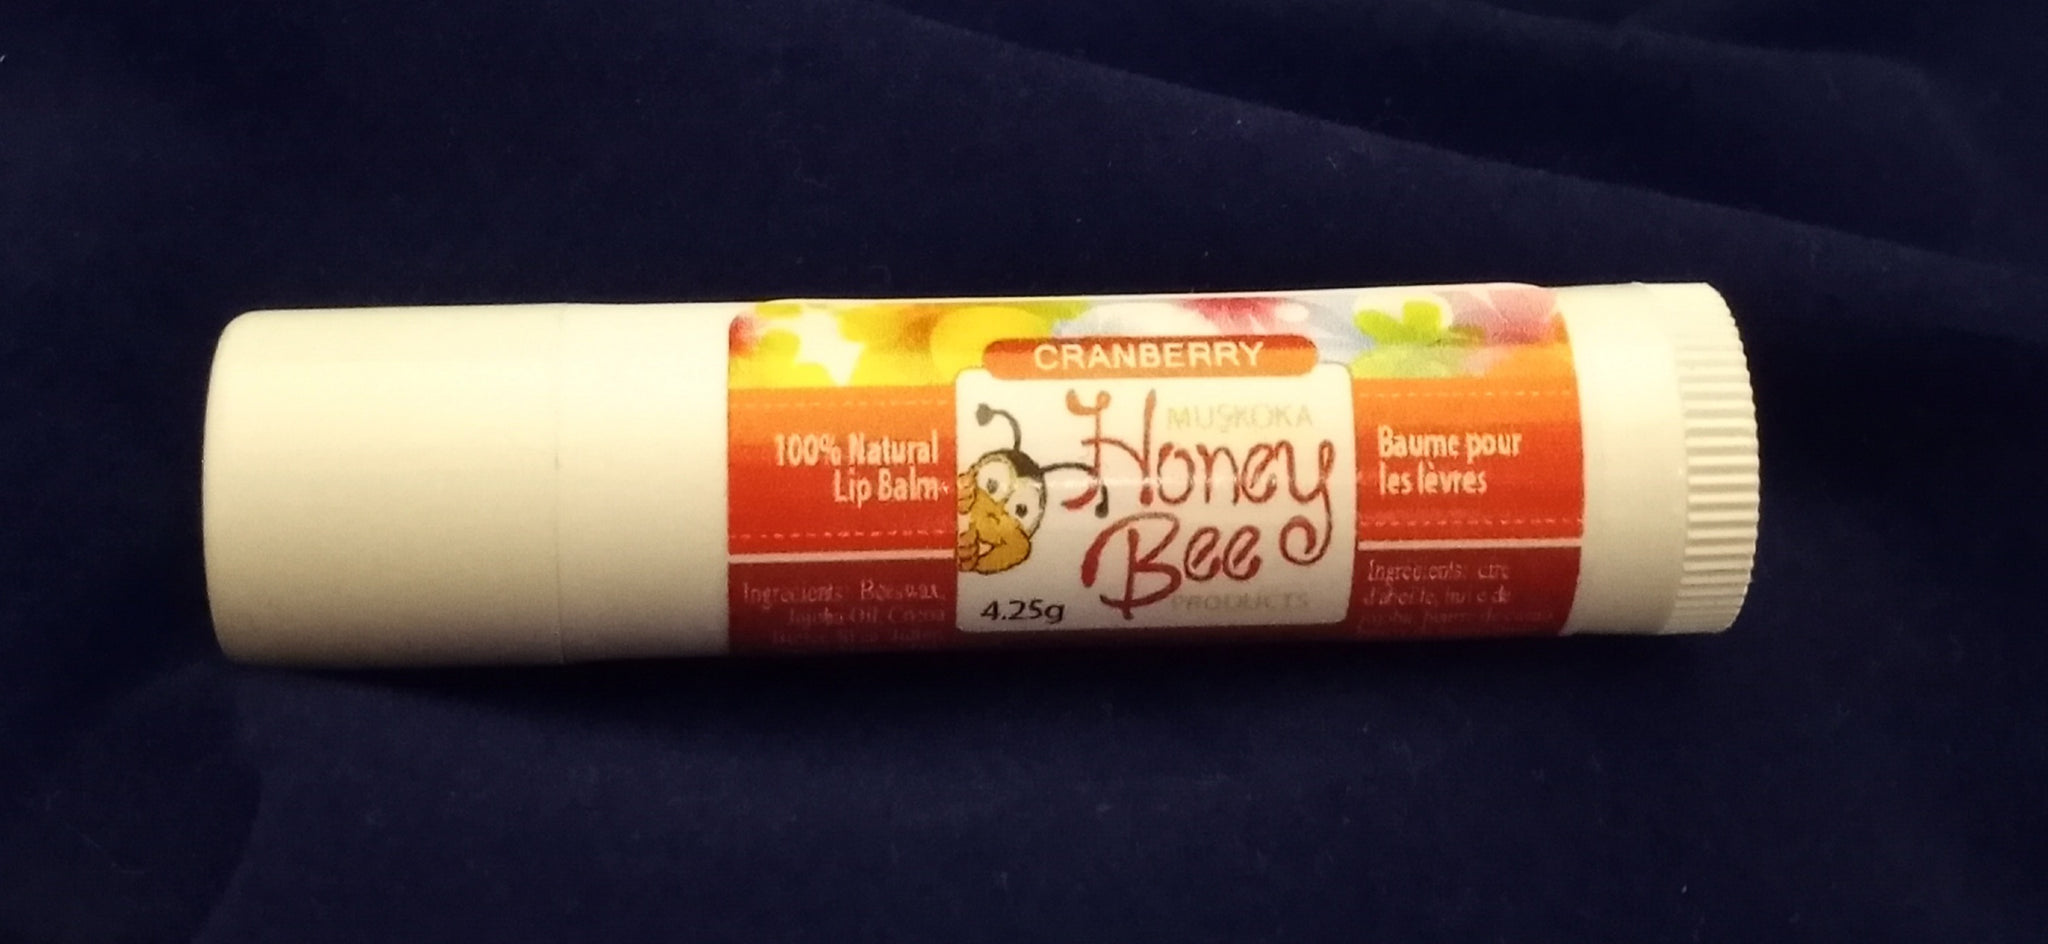 CRANBERRY
100% Natural
Lip Balm
MUSKOKA
Honey
Bee
PRODUCTS
4.25g
Baume pour
les lèvres
Ingredients: Beeswax,
Jojoba Oil, Cocoa
Ingredients: cire
d'abeille, huile de